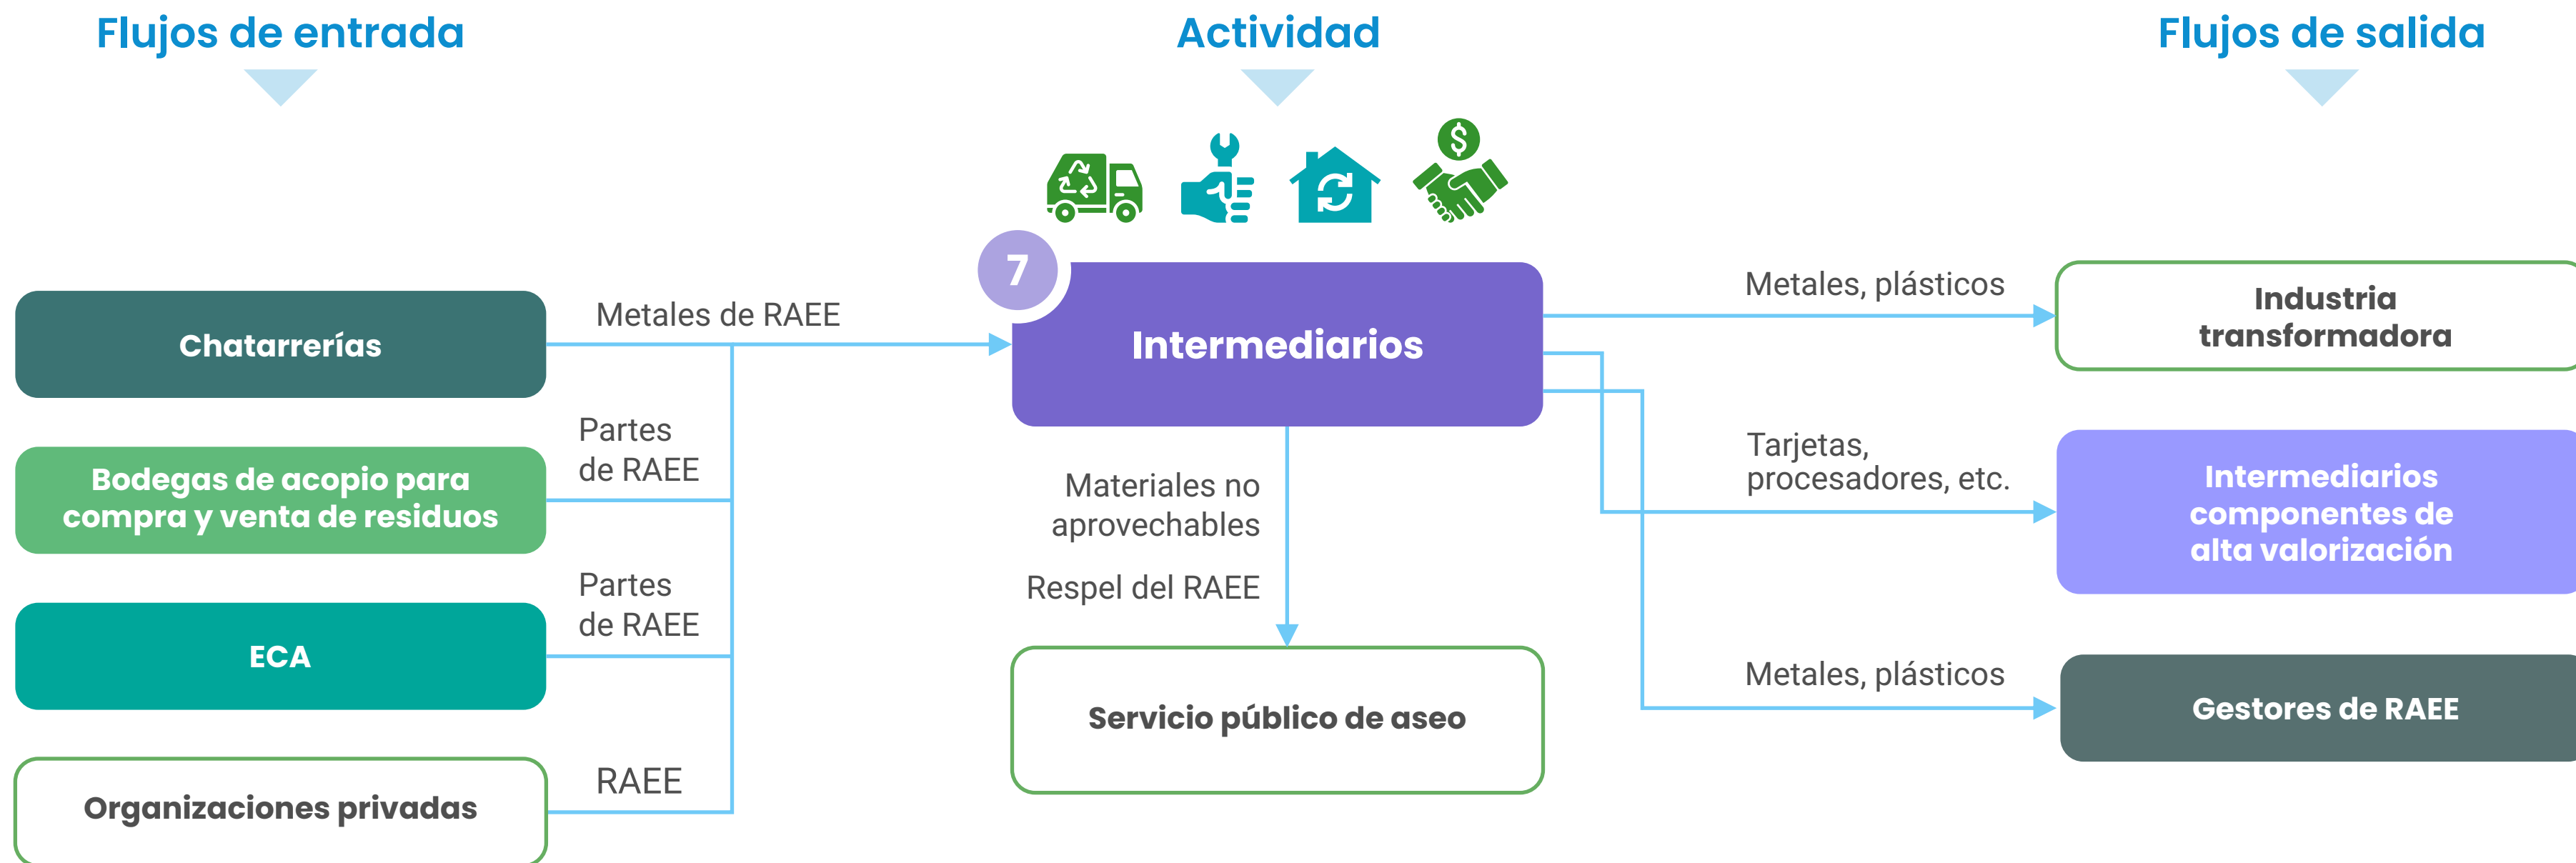 Flujos de entrada
Actividad
Flujos de salida
$
7
Chatarrerías
Metales de RAEE
Bodegas de acopio para
compra y venta de residuos
Partes
de RAEE
ECA
Partes
de RAEE
Organizaciones privadas
RAEE
Intermediarios
Materiales no
aprovechables
Respel del RAEE
Servicio público de aseo
Metales, plásticos
Industria
transformadora
Tarjetas,
procesadores, etc.
Intermediarios
componentes de
alta valorización
Metales, plásticos
Gestores de RAEE